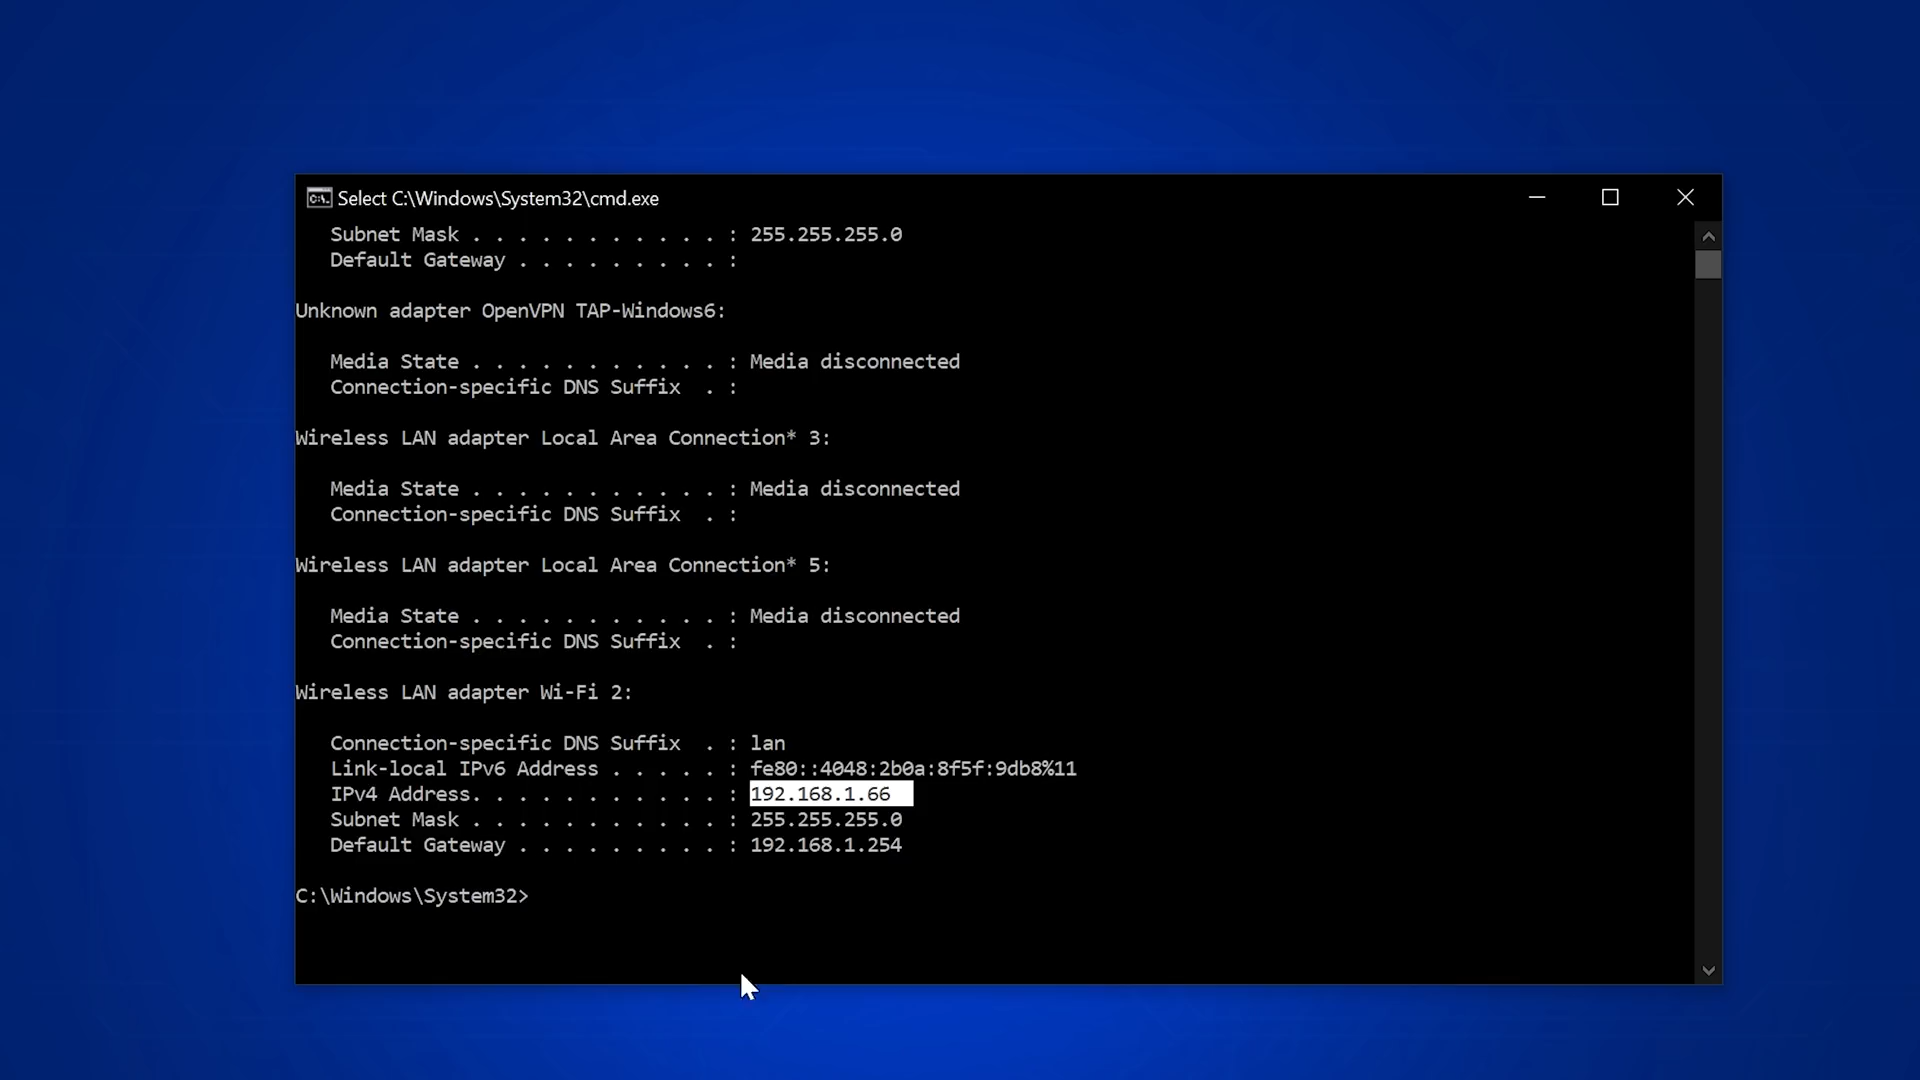 Select C:\Windows\System32\cmd.exe
Subnet Mask . . . . . . . . . . . : 255.255.255.0
Default Gateway . . . . . . . . . :
Unknown adapter OpenVPN TAP-Windows6:
Media State . . . . . . . . . . . : Media disconnected
Connection-specific DNS Suffix  . :
Wireless LAN adapter Local Area Connection* 3:
Media State . . . . . . . . . . . : Media disconnected
Connection-specific DNS Suffix  . :
Wireless LAN adapter Local Area Connection* 5:
Media State . . . . . . . . . . . : Media disconnected
Connection-specific DNS Suffix  . :
Wireless LAN adapter Wi-Fi 2:
Connection-specific DNS Suffix  . : lan
Link-local IPv6 Address . . . . . : fe80::4048:2b0a:8f5f:9db8%11
IPv4 Address. . . . . . . . . . . : 192.168.1.66
Subnet Mask . . . . . . . . . . . : 255.255.255.0
Default Gateway . . . . . . . . . : 192.168.1.254
C:\Windows\System32>